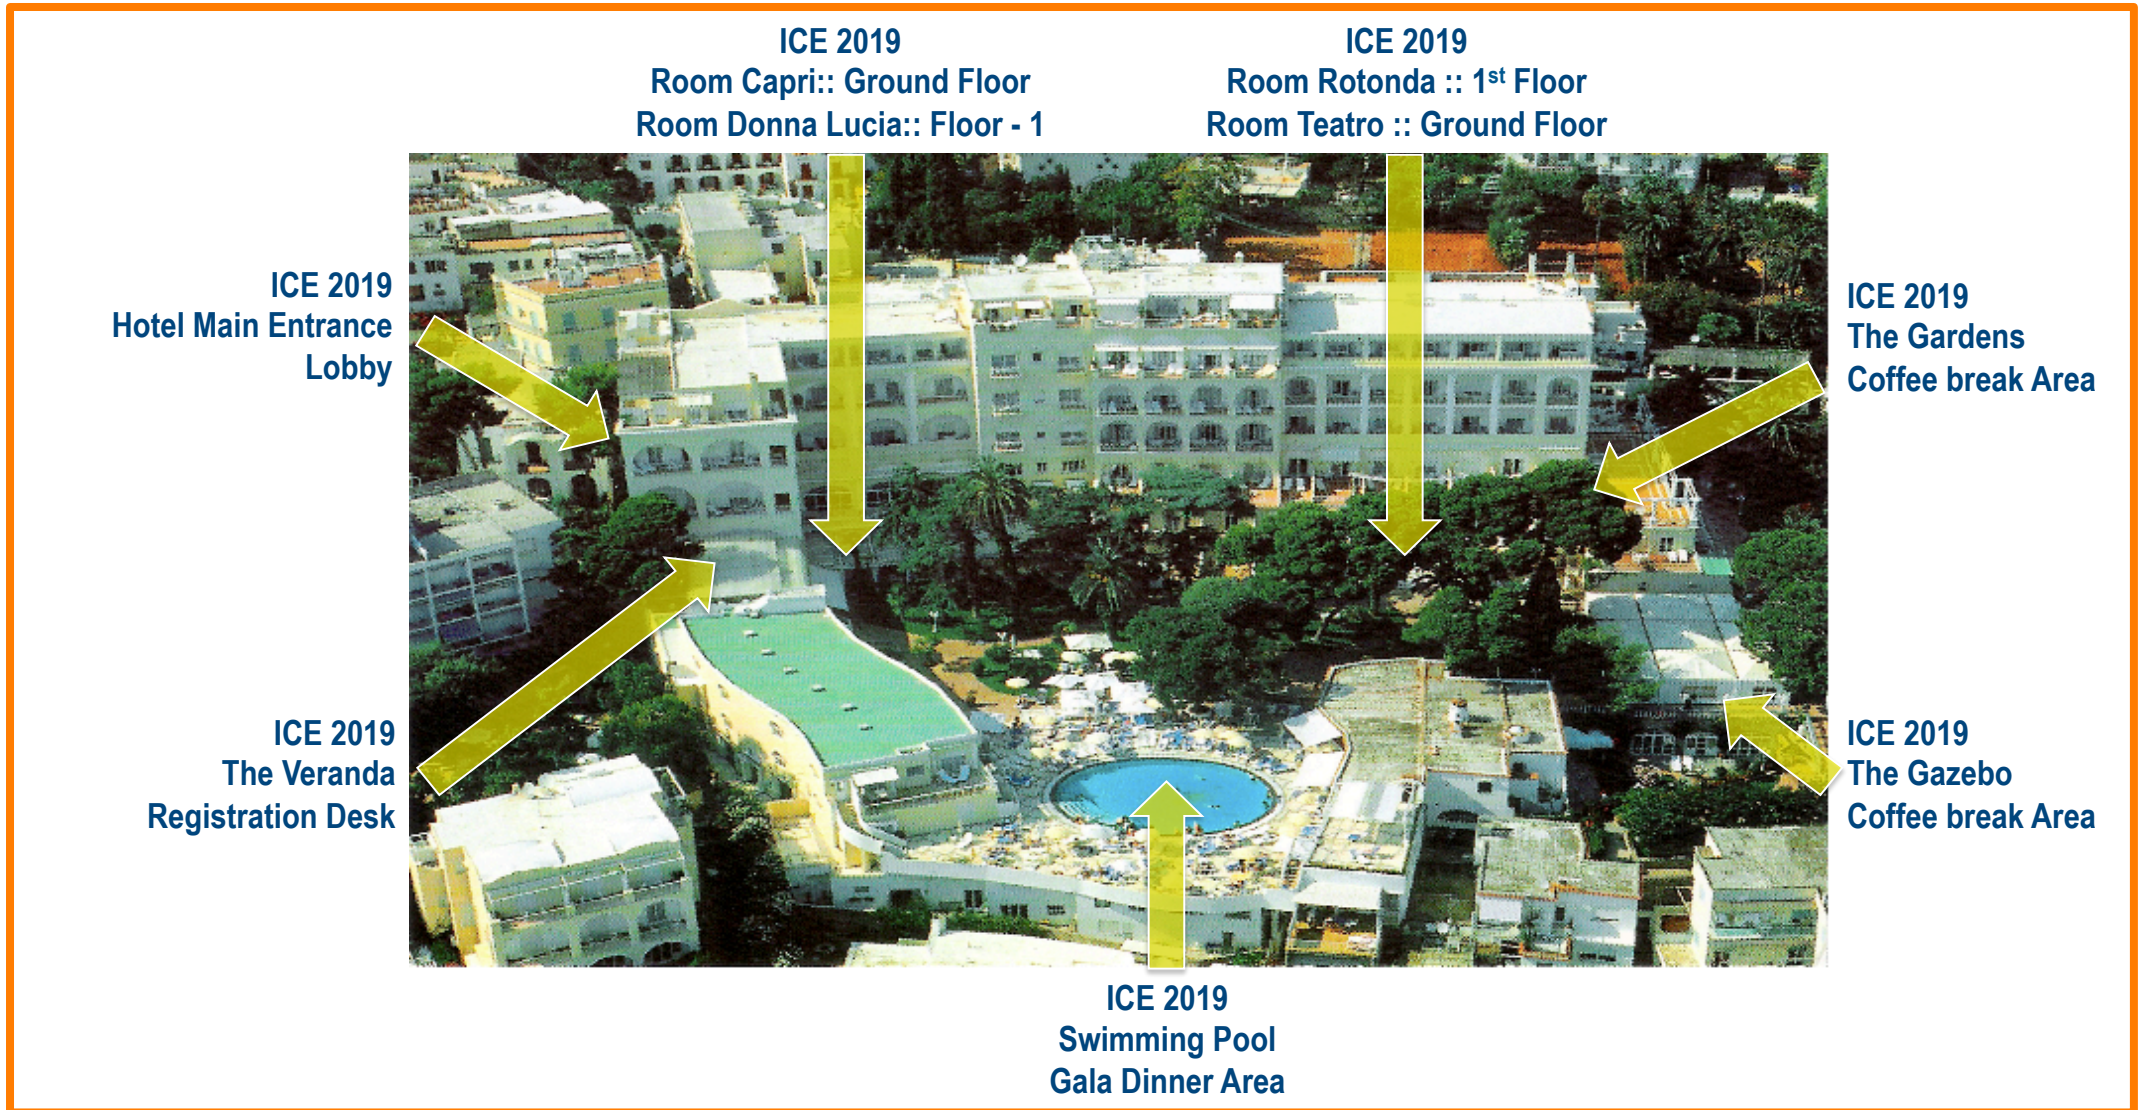 ICE 2019
Room Capri:: Ground Floor
Room Donna Lucia:: Floor - 1
ICE 2019
Room Rotonda :: 1st Floor
Room Teatro :: Ground Floor
ICE 2019
Hotel Main Entrance
Lobby
ICE 2019
The Gardens
Coffee break Area
ICE 2019
The Veranda
Registration Desk
ICE 2019
The Gazebo
Coffee break Area
ICE 2019
Swimming Pool
Gala Dinner Area